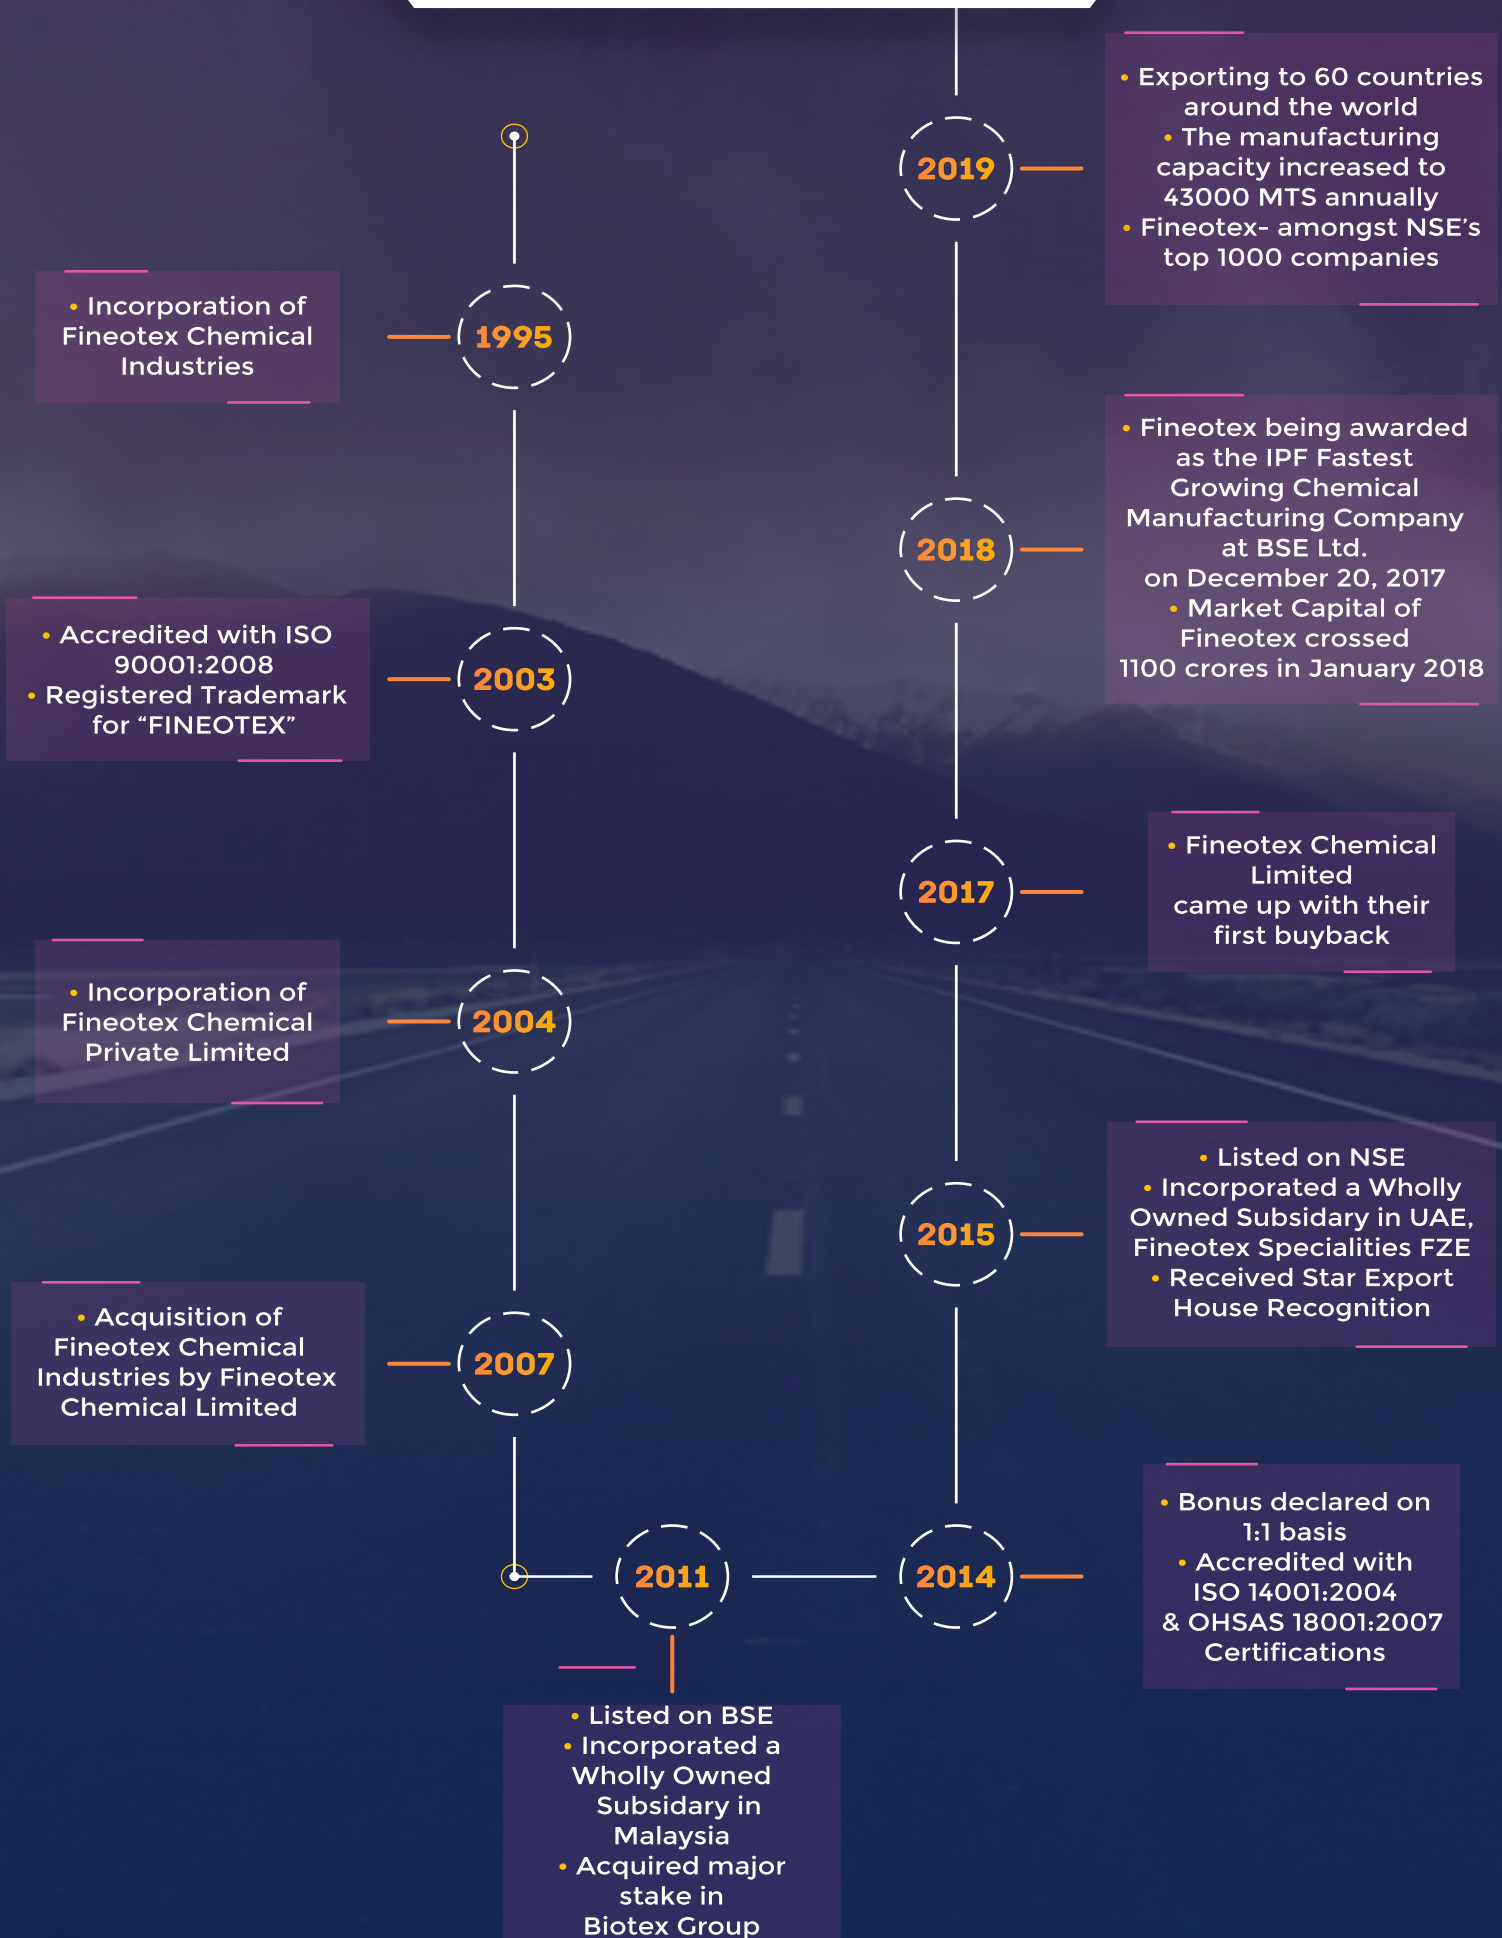 1995
• Incorporation of
Fineotex Chemical
Industries
2003
• Accredited with ISO
90001:2008
• Registered Trademark
for “FINEOTEX”
2004
• Incorporation of
Fineotex Chemical
Private Limited
2007
• Acquisition of
Fineotex Chemical
Industries by Fineotex
Chemical Limited
2011
• Listed on BSE
• Incorporated a
Wholly Owned
Subsidary in
Malaysia
• Acquired major
stake in
Biotex Group
2014
• Bonus declared on
1:1 basis
• Accredited with
ISO 14001:2004
& OHSAS 18001:2007
Certifications
2015
• Listed on NSE
• Incorporated a Wholly
Owned Subsidary in UAE,
Fineotex Specialities FZE
• Received Star Export
House Recognition
2017
• Fineotex Chemical
Limited
came up with their
first buyback
2018
• Fineotex being awarded
as the IPF Fastest
Growing Chemical
Manufacturing Company
at BSE Ltd.
on December 20, 2017
• Market Capital of
Fineotex crossed
1100 crores in January 2018
2019
• Exporting to 60 countries
around the world
• The manufacturing
capacity increased to
43000 MTS annually
• Fineotex- amongst NSE’s
top 1000 companies